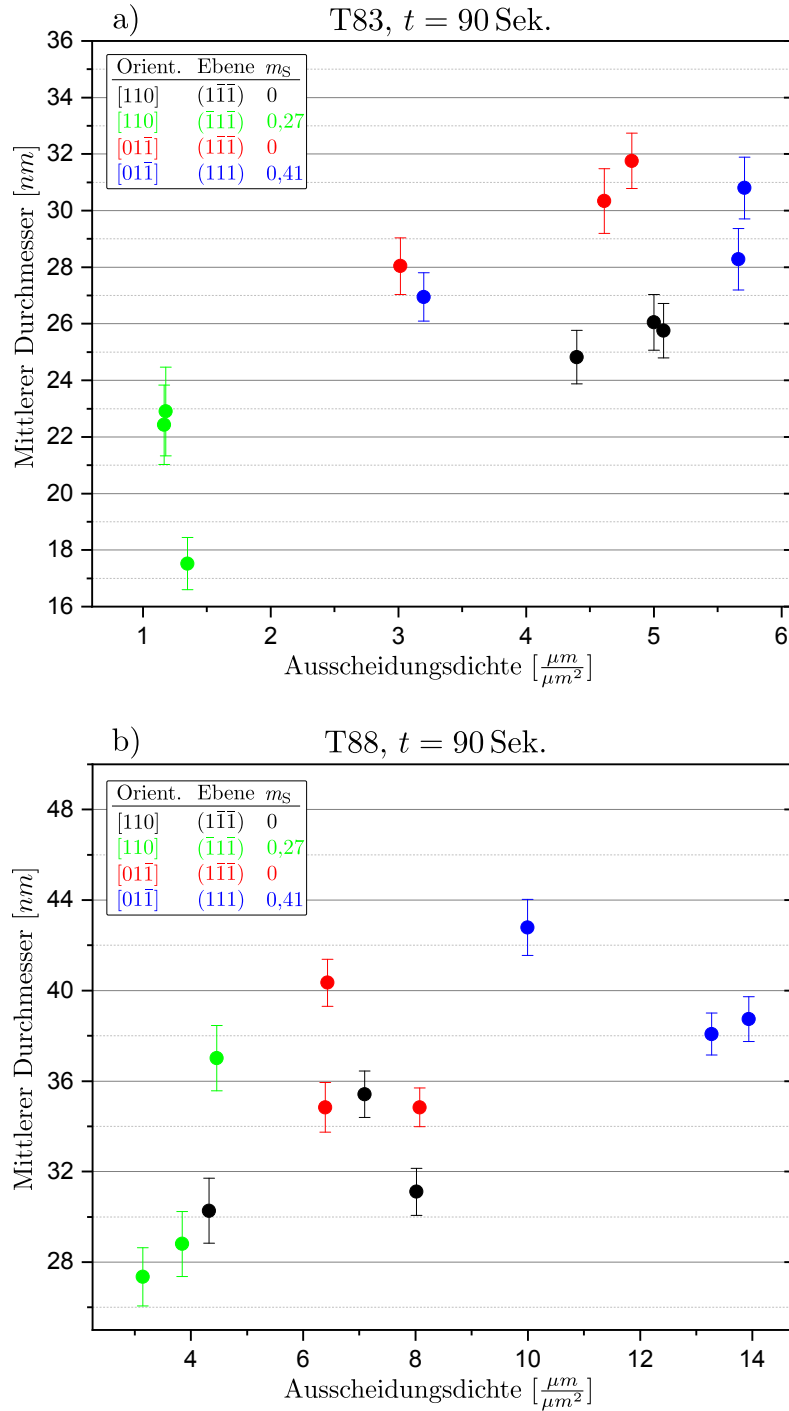 a)
T83, t = 90 Sek.
36
34
32
30
28
26
24
22
20
18
16
Mittlerer Durchmesser [nm]
Orient. Ebene mS
[110] (11̅1̅) 0
[110] (1̅11̅) 0,27
[011̅] (11̅1̅) 0
[011̅] (111) 0,41
1 2 3 4 5 6
Ausscheidungsdichte [μm/μm²]
b)
T88, t = 90 Sek.
48
44
40
36
32
28
Mittlerer Durchmesser [nm]
Orient. Ebene mS
[110] (11̅1̅) 0
[110] (1̅11̅) 0,27
[011̅] (11̅1̅) 0
[011̅] (111) 0,41
4 6 8 10 12 14
Ausscheidungsdichte [μm/μm²]